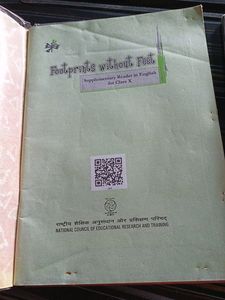 Footprints without Feet
Supplementary Reader in English
for Class X
राष्ट्रीय शैक्षिक अनुसंधान और प्रशिक्षण परिषद्
NATIONAL COUNCIL OF EDUCATIONAL RESEARCH AND TRAINING